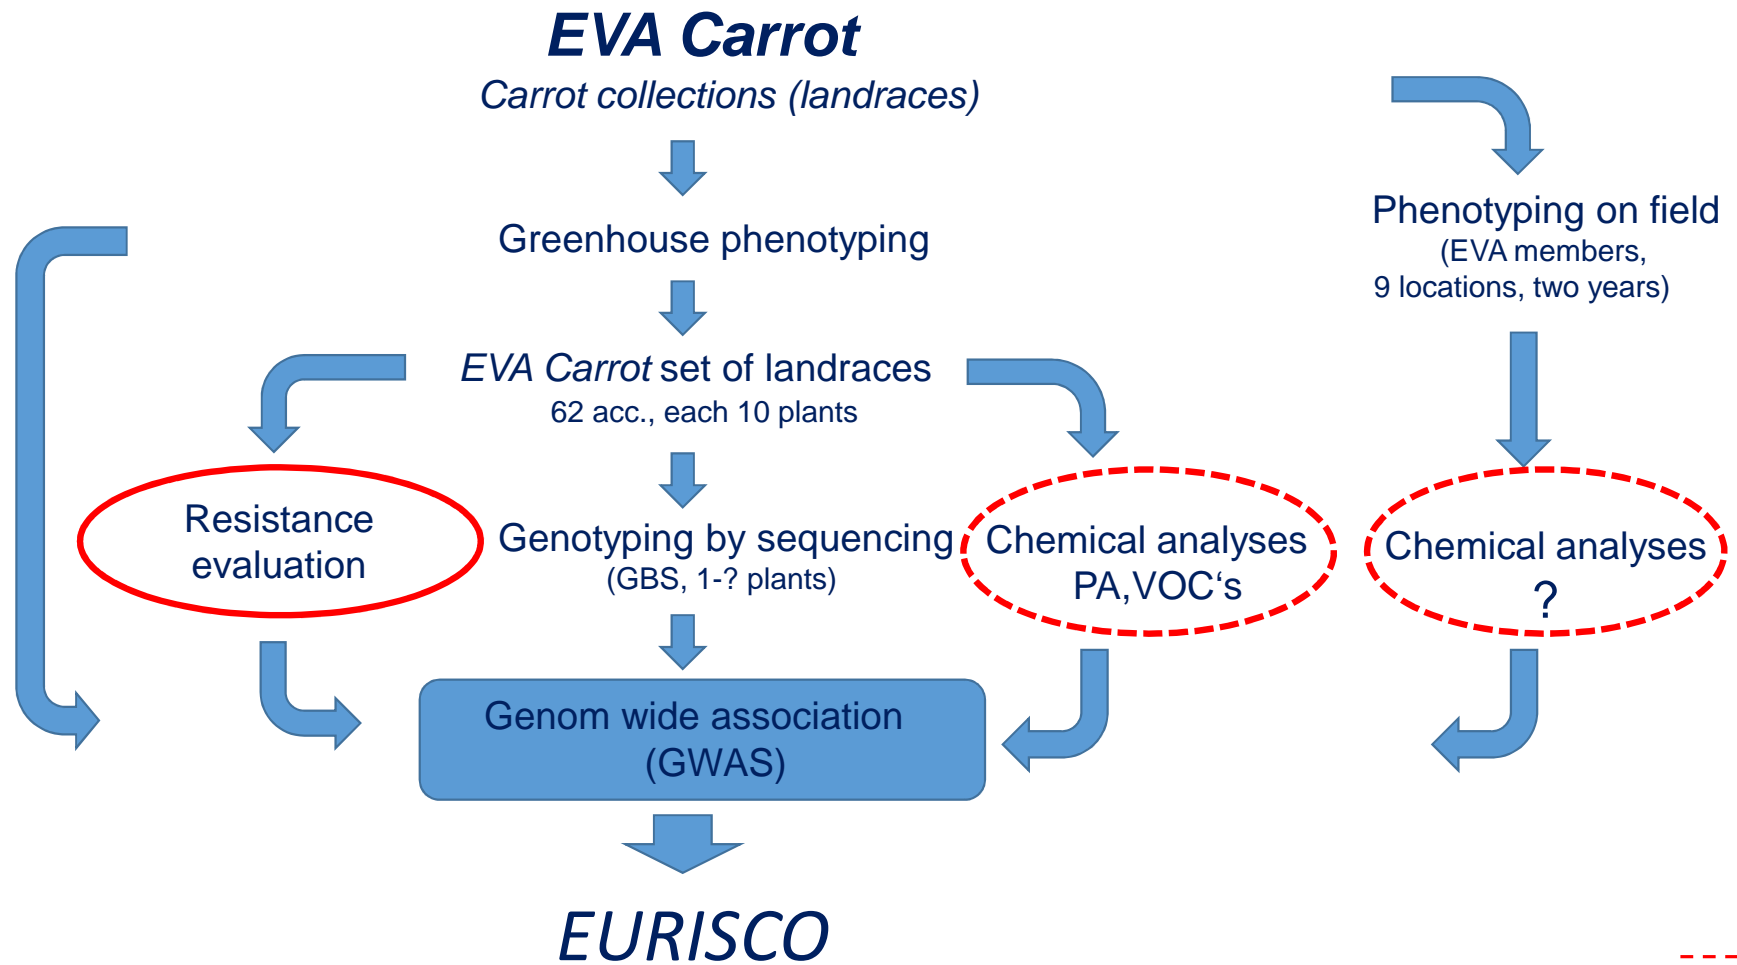 EVA Carrot
Carrot collections (landraces)
Greenhouse phenotyping
Phenotyping on field
(EVA members,
9 locations, two years)
EVA Carrot set of landraces
62 acc., each 10 plants
Resistance
evaluation
Genotyping by sequencing
(GBS, 1-? plants)
Chemical analyses
PA,VOC‘s
Chemical analyses
?
Genom wide association
(GWAS)
EURISCO